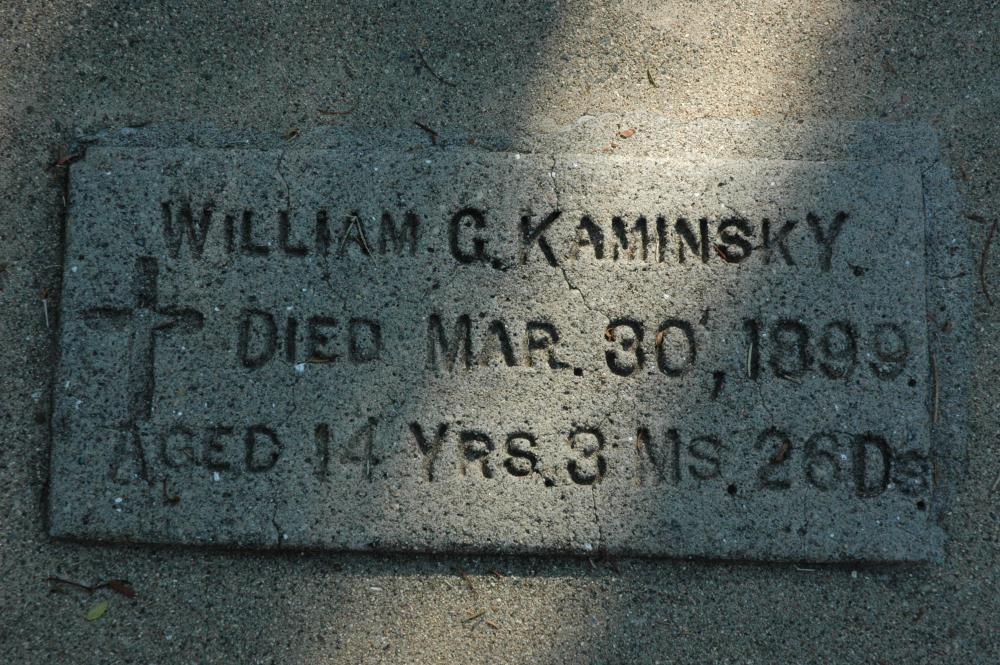 WILLIAM G. KAMINSKY.
DIED MAR. 30, 1899.
AGED 14 YRS. 3 MS. 26 DS.